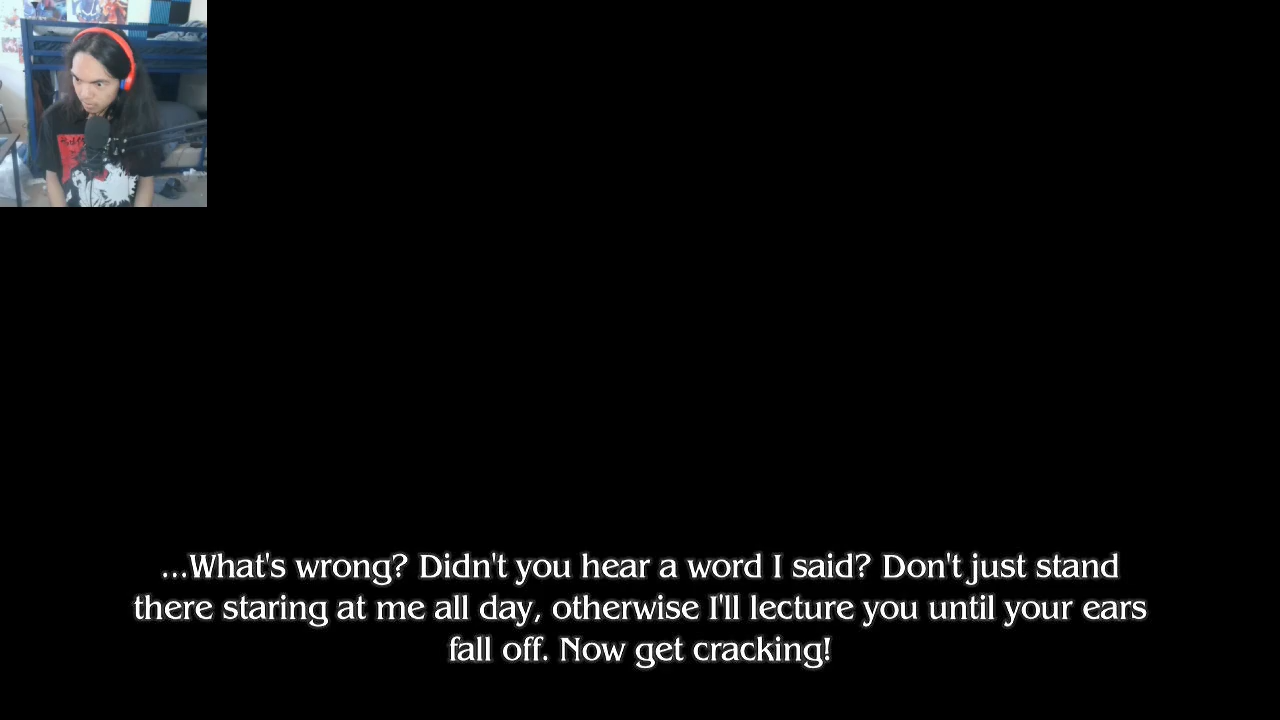 ...What's wrong? Didn't you hear a word I said? Don't just stand
there staring at me all day, otherwise I'll lecture you until your ears
fall off. Now get cracking!